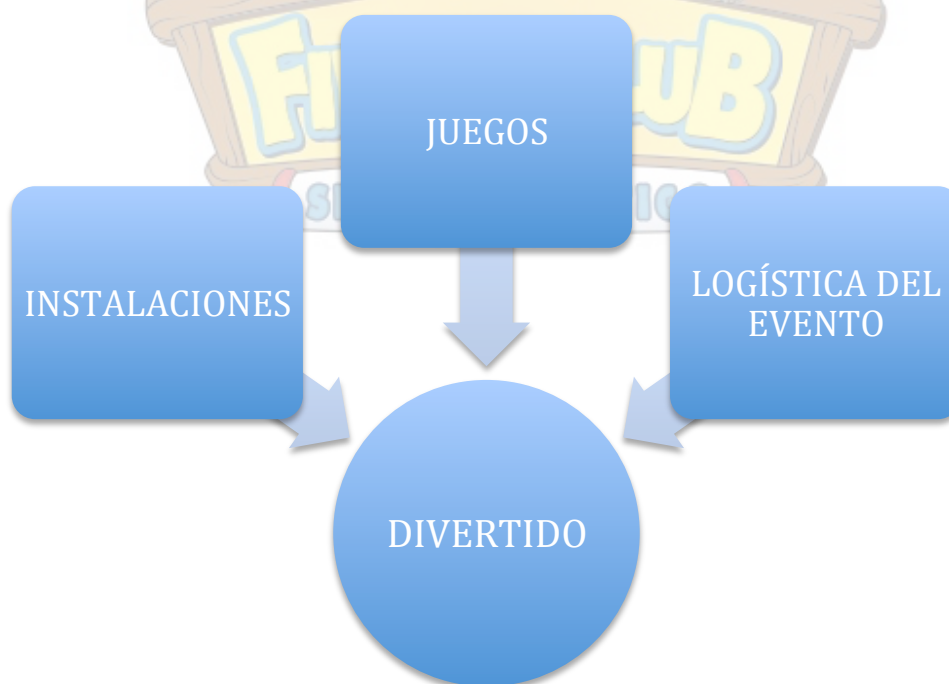 JUEGOS
INSTALACIONES
LOGÍSTICA DEL
EVENTO
DIVERTIDO